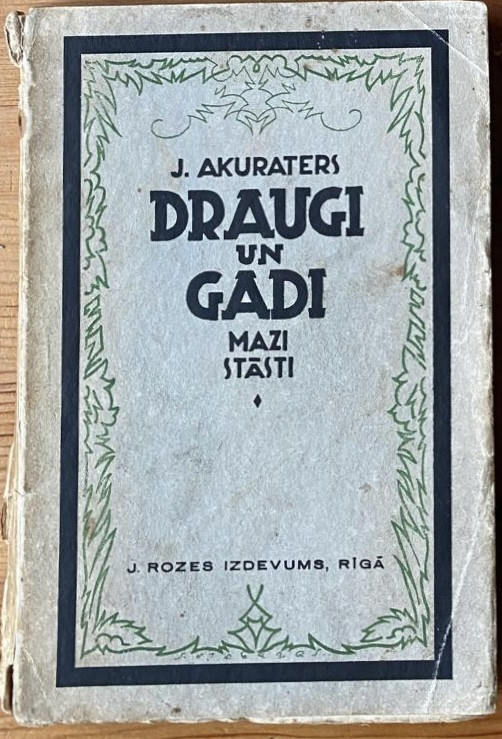 J. AKURATERS
DRAUGI
UN
GADI
MAZI
STĀSTI
J. ROZES IZDEVUMS, RĪGĀ